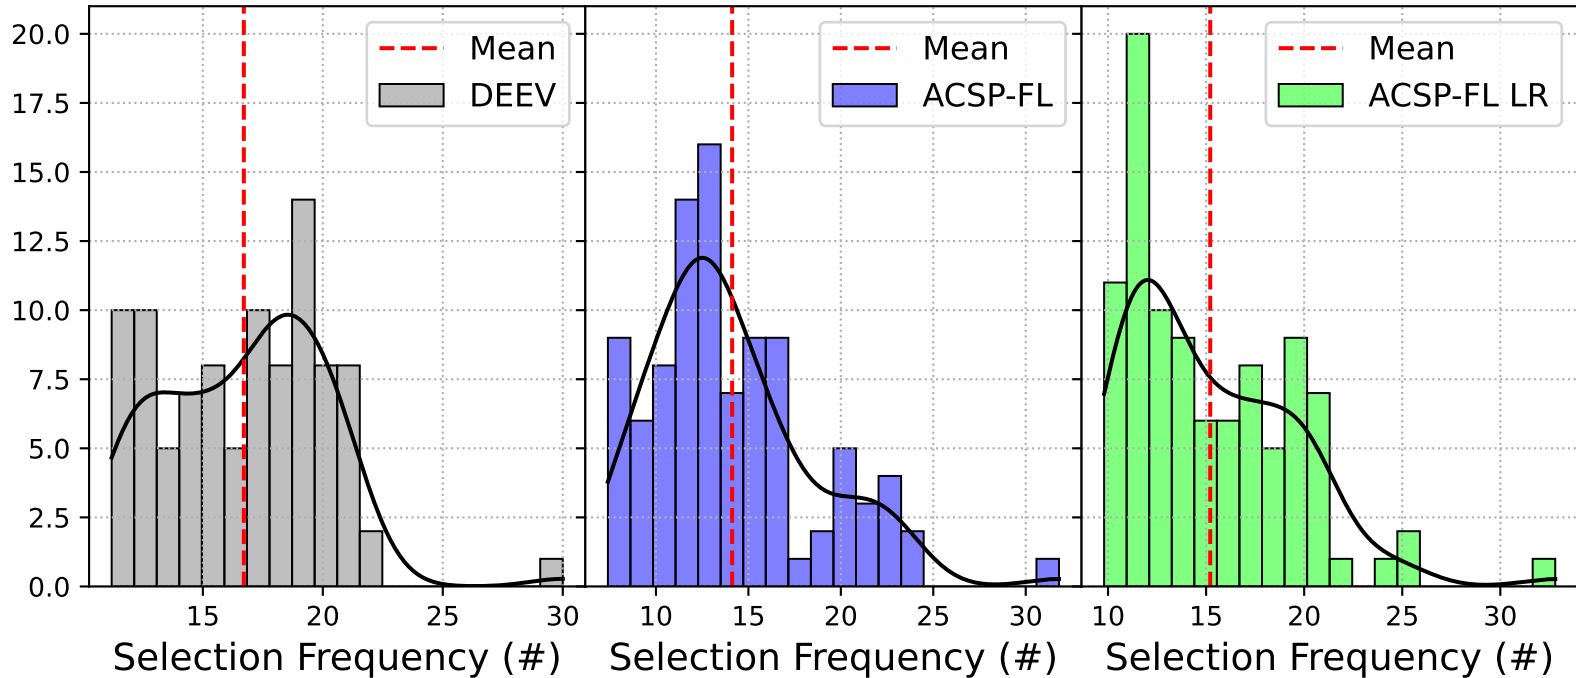 20.0
17.5
15.0
12.5
10.0
7.5
5.0
2.5
0.0
Mean
DEEV
15 20 25 30
Selection Frequency (#)
Mean
ACSP-FL
10 15 20 25 30
Selection Frequency (#)
Mean
ACSP-FL LR
10 15 20 25 30
Selection Frequency (#)